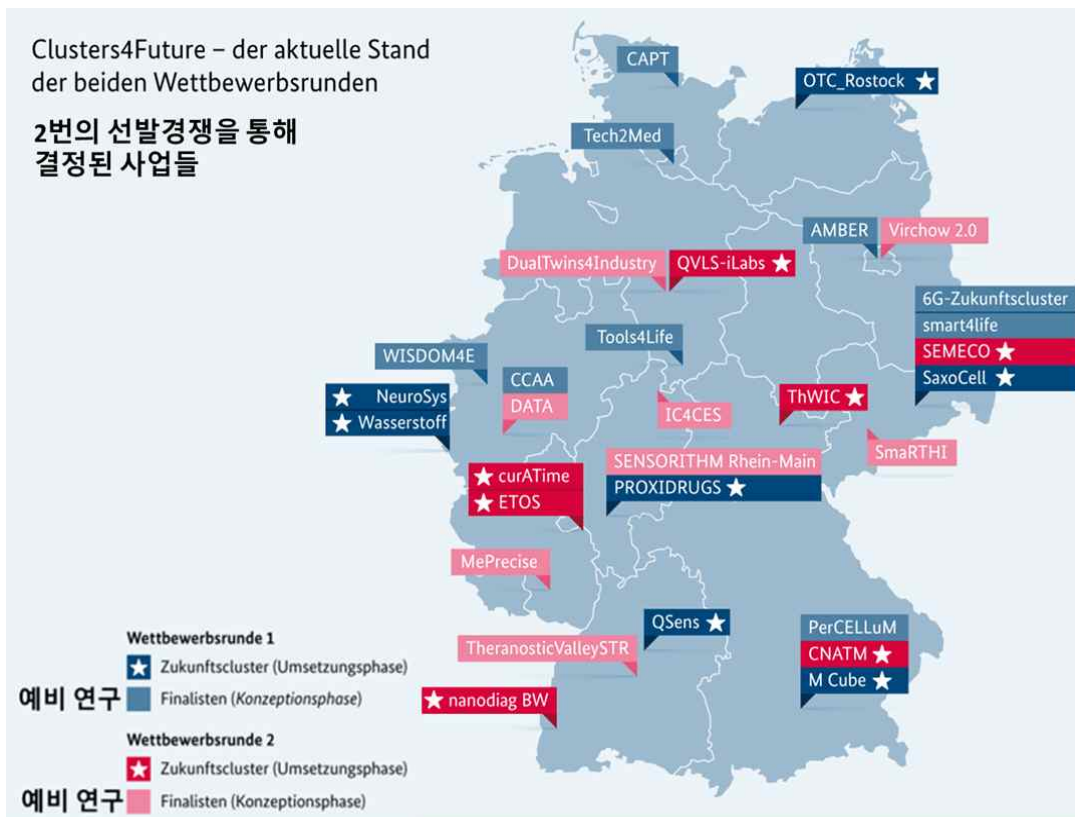 Clusters4Future – der aktuelle Stand
der beiden Wettbewerbsrunden
2번의 선발경쟁을 통해
결정된 사업들
CAPT
OTC_Rostock
Tech2Med
AMBER
Virchow 2.0
DualTwins4Industry
QVLS-iLabs
6G-Zukunftscluster
smart4life
SEMECO
SaxoCell
Tools4Life
WISDOM4E
CCAA
DATA
NeuroSys
Wasserstoff
IC4CES
ThWIC
SmaRTHI
SENSORITHM Rhein-Main
PROXIDRUGS
curATime
ETOS
MePrecise
QSens
PerCELLuM
CNATM
M Cube
TheranosticValleySTR
nanodiag BW
Wettbewerbsrunde 1
Zukunftscluster (Umsetzungsphase)
예비 연구 Finalisten (Konzeptionsphase)
Wettbewerbsrunde 2
Zukunftscluster (Umsetzungsphase)
예비 연구 Finalisten (Konzeptionsphase)